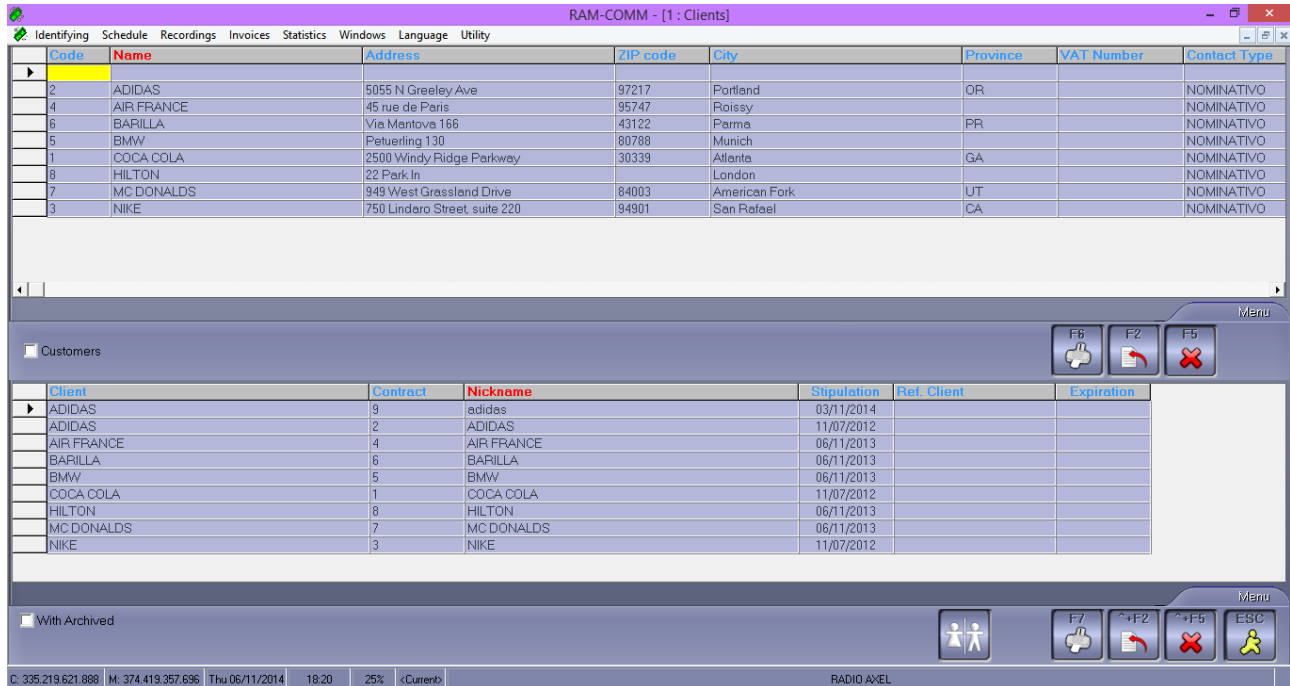 RAM-COMM - [1 : Clients]
Identifying Schedule Recordings Invoices Statistics Windows Language Utility
Code Name Address ZIP code City Province VAT Number Contact Type
2 ADIDAS 5055 N Greeley Ave 97217 Portland OR NOMINATIVO
4 AIR FRANCE 45 rue de Paris 95747 Roissy NOMINATIVO
6 BARILLA Via Mantova 166 43122 Parma PR NOMINATIVO
5 BMW Petuerling 130 80788 Munich NOMINATIVO
1 COCA COLA 2500 Windy Ridge Parkway 30339 Atlanta GA NOMINATIVO
8 HILTON 22 Park ln London NOMINATIVO
7 MC DONALDS 949 West Grassland Drive 84003 American Fork UT NOMINATIVO
3 NIKE 750 Lindaro Street, suite 220 94901 San Rafael CA NOMINATIVO
Menu
Customers
F6 F2 F5
Client Contract Nickname Stipulation Ref. Client Expiration
ADIDAS 9 adidas 03/11/2014
ADIDAS 2 ADIDAS 11/07/2012
AIR FRANCE 4 AIR FRANCE 06/11/2013
BARILLA 6 BARILLA 06/11/2013
BMW 5 BMW 06/11/2013
COCA COLA 1 COCA COLA 11/07/2012
HILTON 8 HILTON 06/11/2013
MC DONALDS 7 MC DONALDS 06/11/2013
NIKE 3 NIKE 11/07/2012
Menu
With Archived
F7 ^+F2 ^+F5 ESC
C: 335.219.621.888 M: 374.419.357.696 Thu 06/11/2014 18:20 25% <Current> RADIO AXEL